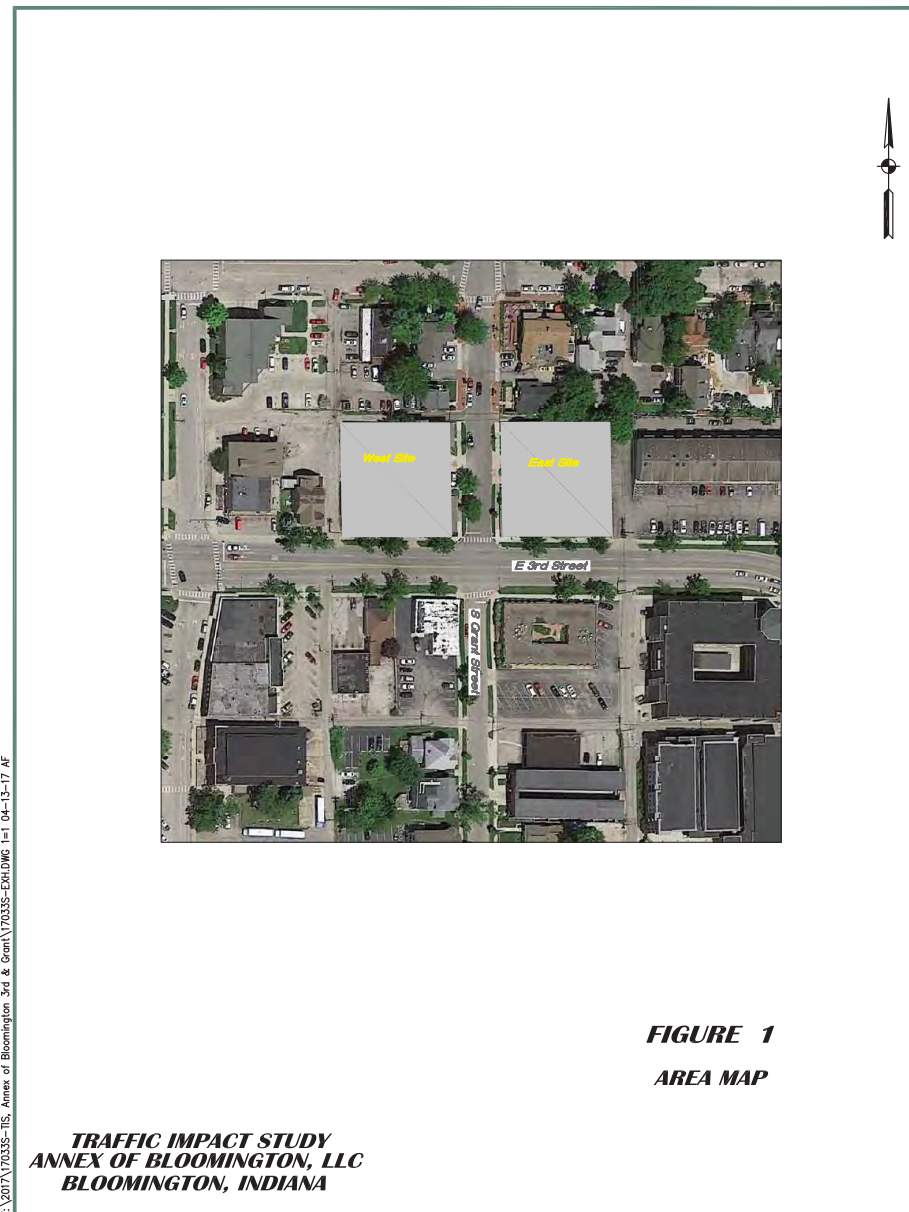 West Site
East Site
E 3rd Street
S Grant Street
FIGURE 1
AREA MAP
TRAFFIC IMPACT STUDY
ANNEX OF BLOOMINGTON, LLC
BLOOMINGTON, INDIANA
:\2017\17033S-TIS, Annex of Bloomington 3rd & Grant\17033S-EXH.DWG 1=1 04-13-17 AF